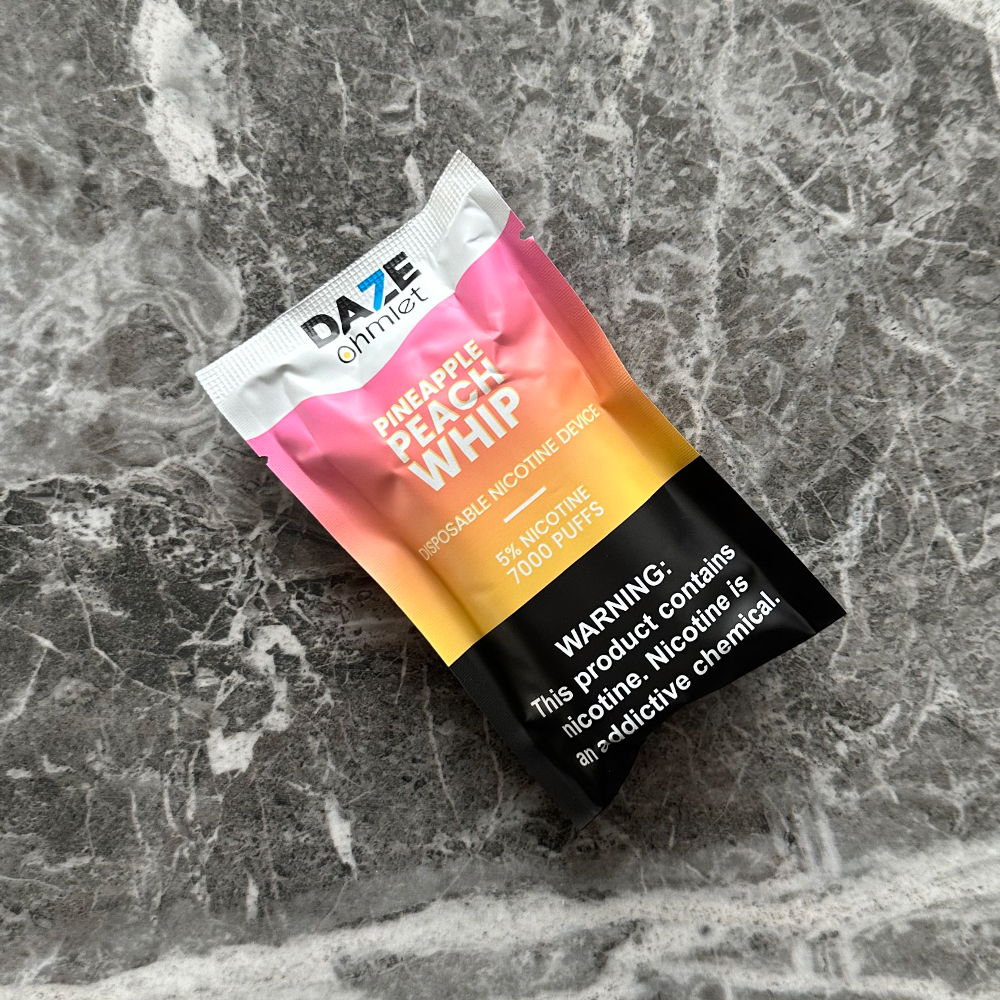 DAZE
Ohmlet
PINEAPPLE
PEACH
WHIP
DISPOSABLE NICOTINE DEVICE
5% NICOTINE
7000 PUFFS
WARNING:
This product contains
nicotine. Nicotine is
an addictive chemical.